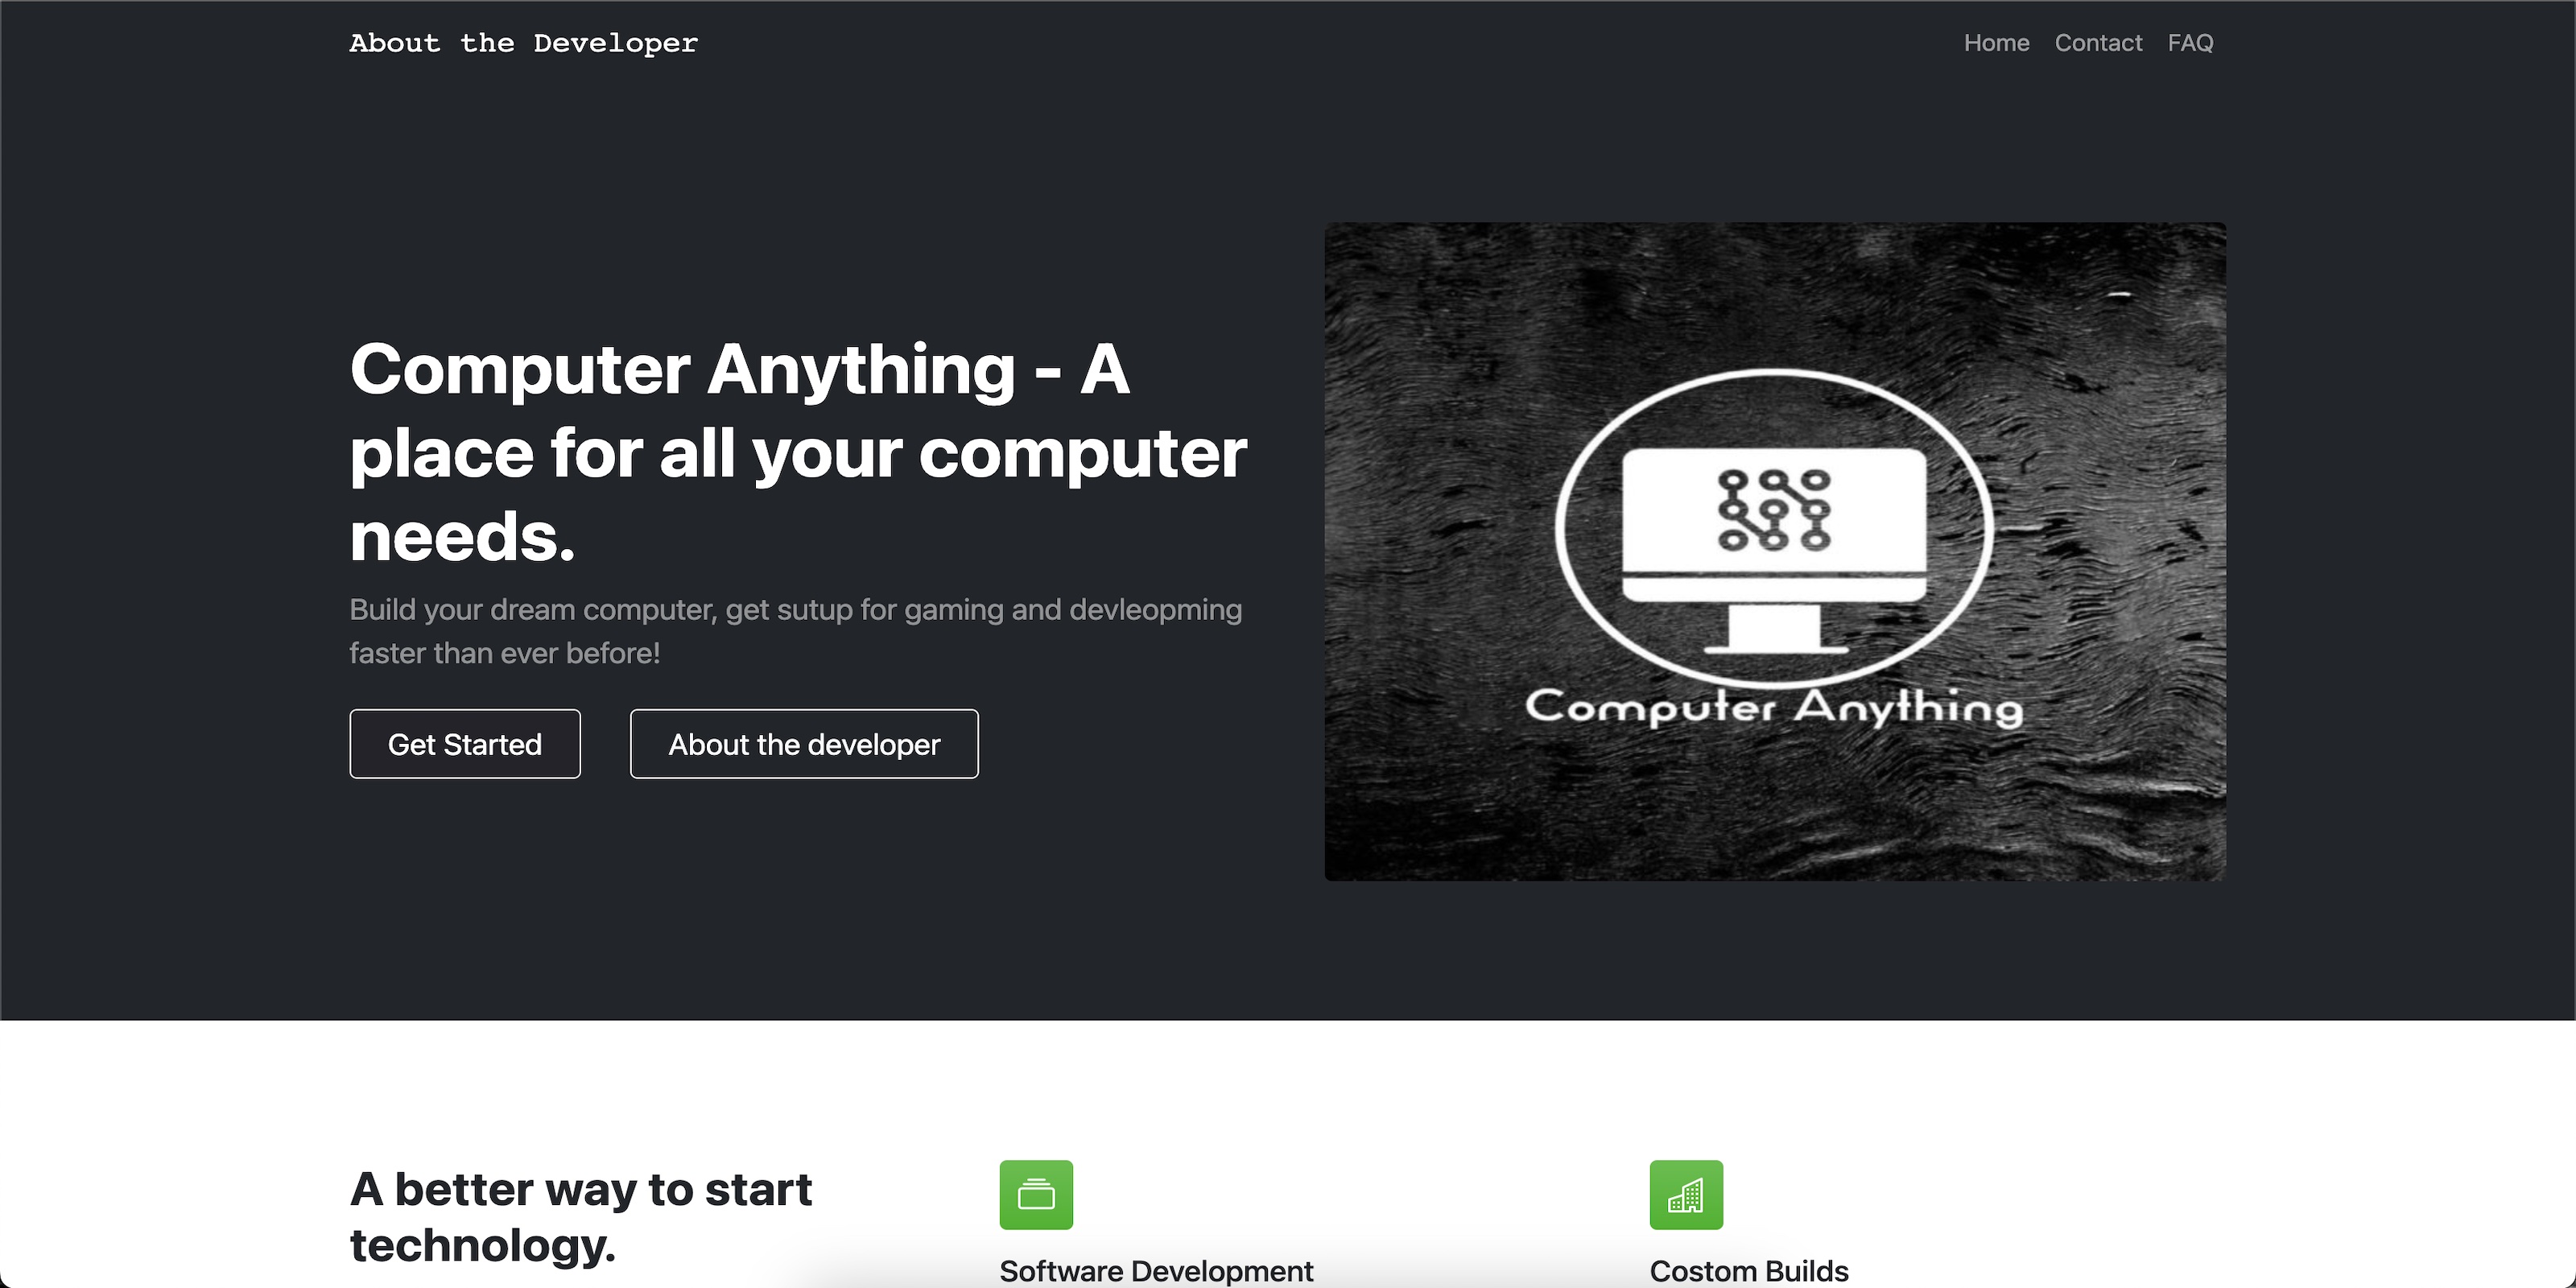 About the Developer
Home Contact FAQ
Computer Anything - A
place for all your computer
needs.
Build your dream computer, get sutup for gaming and devleopming
faster than ever before!
Get Started
About the developer
Computer Anything
A better way to start
technology.
Software Development
Costom Builds